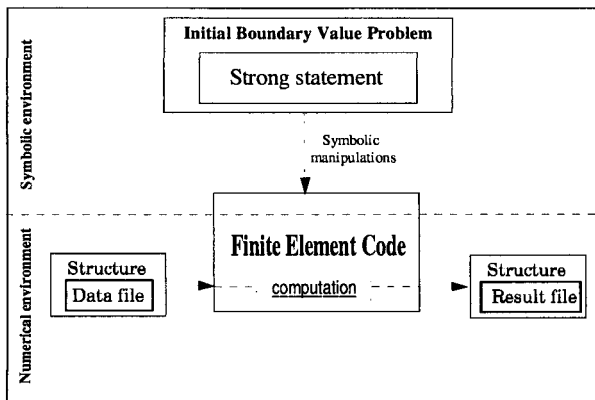 Initial Boundary Value Problem
Strong statement
Symbolic environment
Symbolic
manipulations
Finite Element Code
computation
Numerical environment
Structure
Data file
Structure
Result file